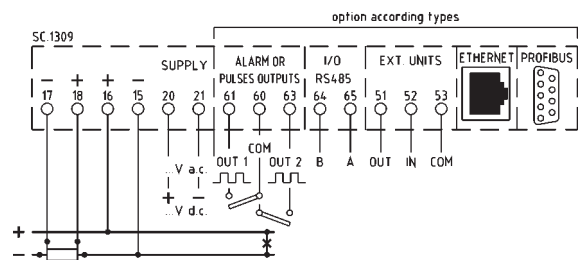 option according types
SC.1309
SUPPLY
ALARM OR
PULSES OUTPUTS
I/O
RS485
EXT. UNITS
ETHERNET
PROFIBUS
− + + −
17 18 16 15 20 21 61 60 63 64 65 51 52 53
COM
OUT 1 OUT 2 B A OUT IN COM
...V a.c.
+ −
...V d.c.
+
−